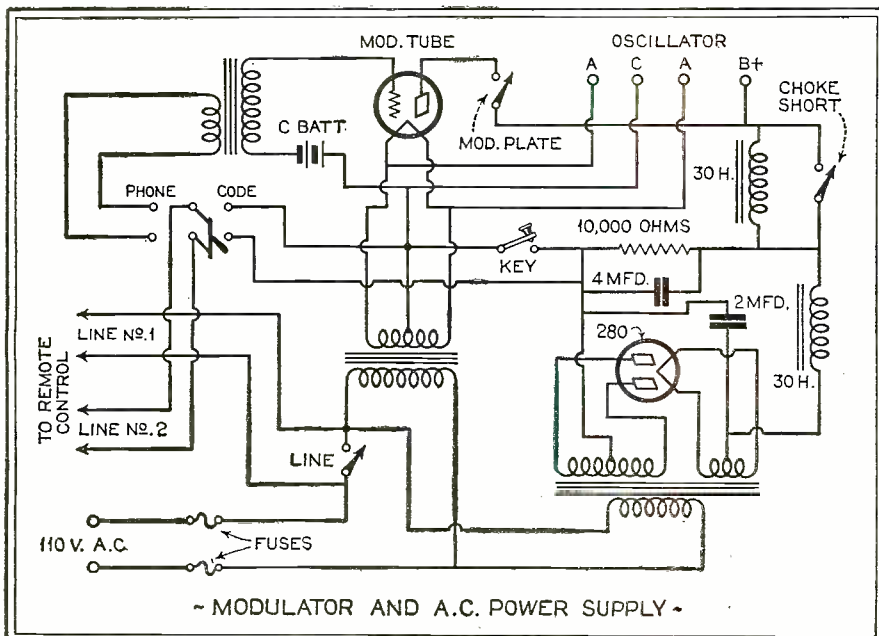 MOD. TUBE
OSCILLATOR
A
C
A
B+
CHOKE
SHORT
C BATT.
MOD. PLATE
30 H.
PHONE
CODE
10,000 OHMS
KEY
4 MFD.
2 MFD.
LINE No. 1
280
30 H.
TO REMOTE
CONTROL
LINE No. 2
LINE
110 V. A.C.
FUSES
~ MODULATOR AND A.C. POWER SUPPLY ~